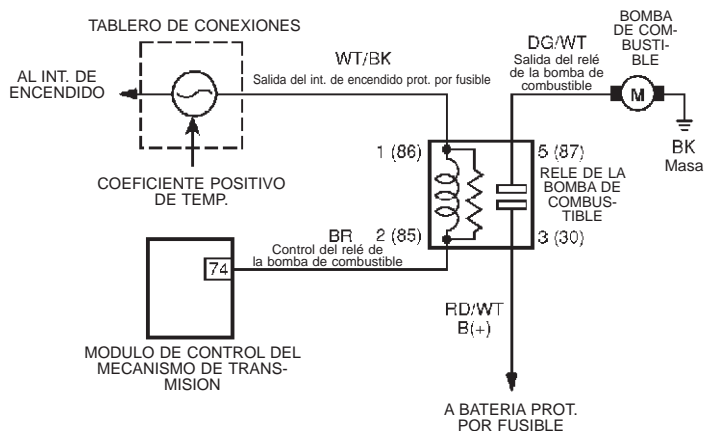 TABLERO DE CONEXIONES
AL INT. DE
ENCENDIDO
COEFICIENTE POSITIVO
DE TEMP.
WT/BK
Salida del int. de encendido prot. por fusible
DG/WT
Salida del relé
de la bomba de
combustible
BOMBA
DE COM-
BUSTI-
BLE
M
BK
Masa
1 (86)
5 (87)
RELE DE LA
BOMBA DE
COMBUS-
TIBLE
2 (85)
3 (30)
BR
Control del relé de
la bomba de combustible
74
MODULO DE CONTROL DEL
MECANISMO DE TRANS-
MISION
RD/WT
B(+)
A BATERIA PROT.
POR FUSIBLE